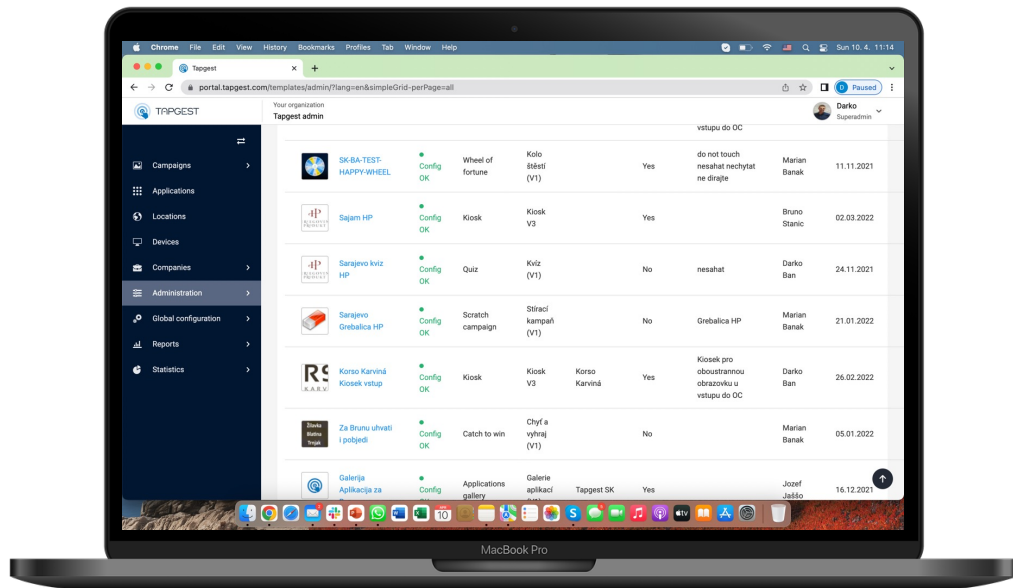 Chrome File Edit View History Bookmarks Profiles Tab Window Help
Sun 10. 4. 11:14
Tapgest
portal.tapgest.com/templates/admin/?lang=en&simpleGrid-perPage=all
D Paused
TAPGEST
Your organization
Tapgest admin
Darko
Superadmin
Campaigns
Applications
Locations
Devices
Companies
Administration
Global configuration
Reports
Statistics
vstupu do OC
SK-BA-TEST-
HAPPY-WHEEL
Config
OK
Wheel of
fortune
Kolo
štěstí
(V1)
Yes
do not touch
nesahat nechytat
ne dirajte
Marian
Banak
11.11.2021
Sajam HP
Config
OK
Kiosk
Kiosk
V3
Yes
Bruno
Stanic
02.03.2022
Sarajevo kviz
HP
Config
OK
Quiz
Kvíz
(V1)
No
nesahat
Darko
Ban
24.11.2021
Sarajevo
Grebalica HP
Config
OK
Scratch
campaign
Stírací
kampaň
(V1)
No
Grebalica HP
Marian
Banak
21.01.2022
RS
KARV
Korso Karviná
Kiosek vstup
Config
OK
Kiosk
Kiosk
V3
Korso
Karviná
Yes
Kiosek pro
oboustrannou
obrazovku u
vstupu do OC
Darko
Ban
26.02.2022
Žilavka
Blatina
Trnjak
Za Brunu uhvati
i pobjedi
Config
OK
Catch to win
Chyť a
vyhraj
(V1)
No
Marian
Banak
05.01.2022
Galerija
Aplikacija za
Config
Applications
gallery
Galerie
aplikací
Tapgest SK
Yes
Jozef
Jaššo
16.12.2021
10
tv
MacBook Pro